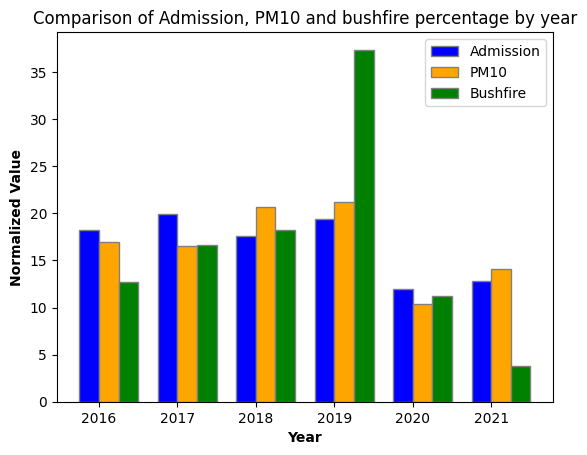 Comparison of Admission, PM10 and bushfire percentage by year
Admission
PM10
Bushfire
Normalized Value
35
30
25
20
15
10
5
0
2016 2017 2018 2019 2020 2021
Year